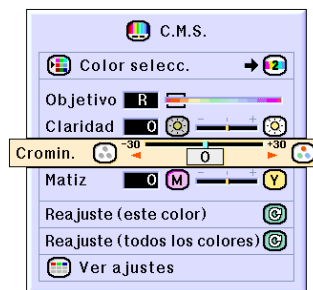 C.M.S.
Color selecc. 2
Objetivo R
Claridad 0 - +
Cromin. -30 0 +30
Matiz 0 M - + Y
Reajuste (este color)
Reajuste (todos los colores)
Ver ajustes